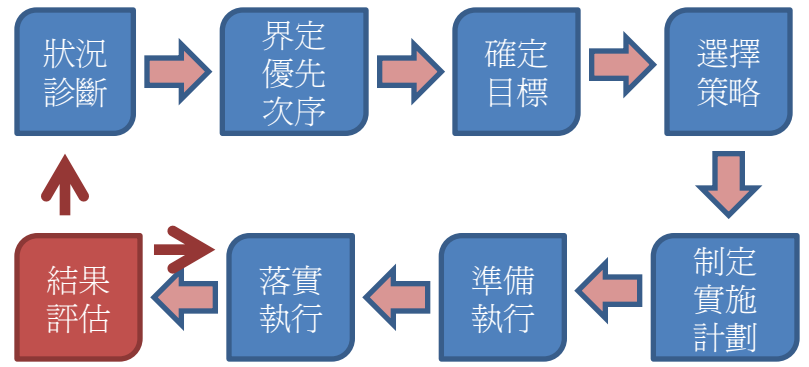 狀況
診斷
界定
優先
次序
確定
目標
選擇
策略
制定
實施
計劃
準備
執行
落實
執行
結果
評估